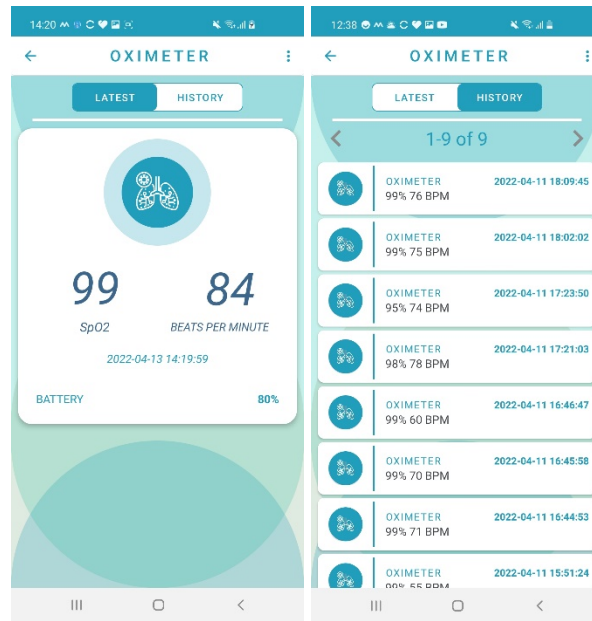 14:20
OXIMETER
LATEST HISTORY
99 84
SpO2 BEATS PER MINUTE
2022-04-13 14:19:59
BATTERY 80%
12:38
OXIMETER
LATEST HISTORY
1-9 of 9
OXIMETER 2022-04-11 18:09:45
99% 76 BPM
OXIMETER 2022-04-11 18:02:02
99% 75 BPM
OXIMETER 2022-04-11 17:23:50
95% 74 BPM
OXIMETER 2022-04-11 17:21:03
98% 78 BPM
OXIMETER 2022-04-11 16:46:47
99% 60 BPM
OXIMETER 2022-04-11 16:45:58
99% 70 BPM
OXIMETER 2022-04-11 16:44:53
99% 71 BPM
OXIMETER 2022-04-11 15:51:24
99% 55 BPM